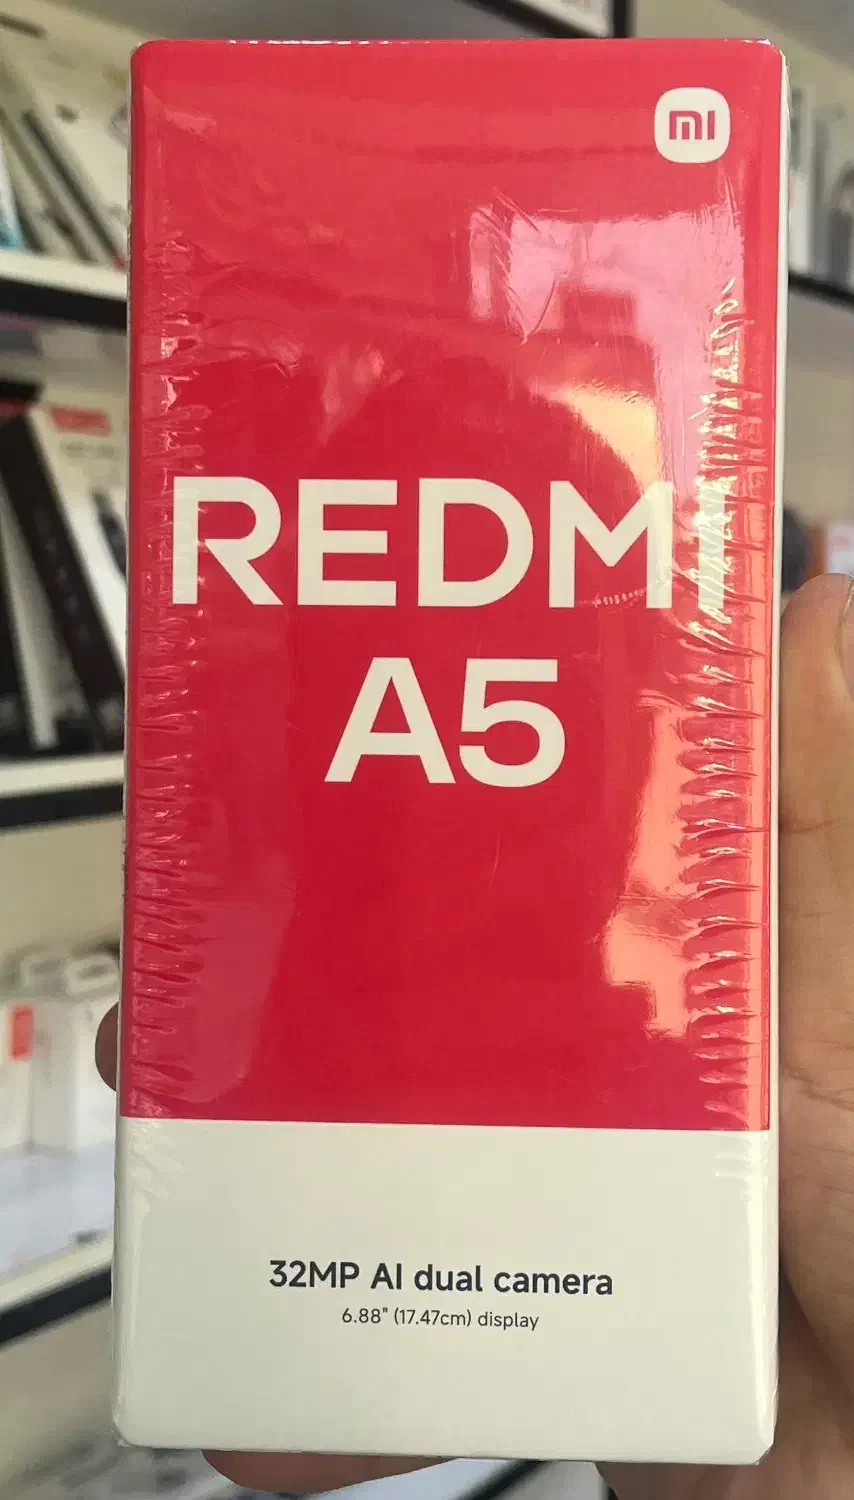 mi
REDMI
A5
32MP AI dual camera
6.88" (17.47cm) display